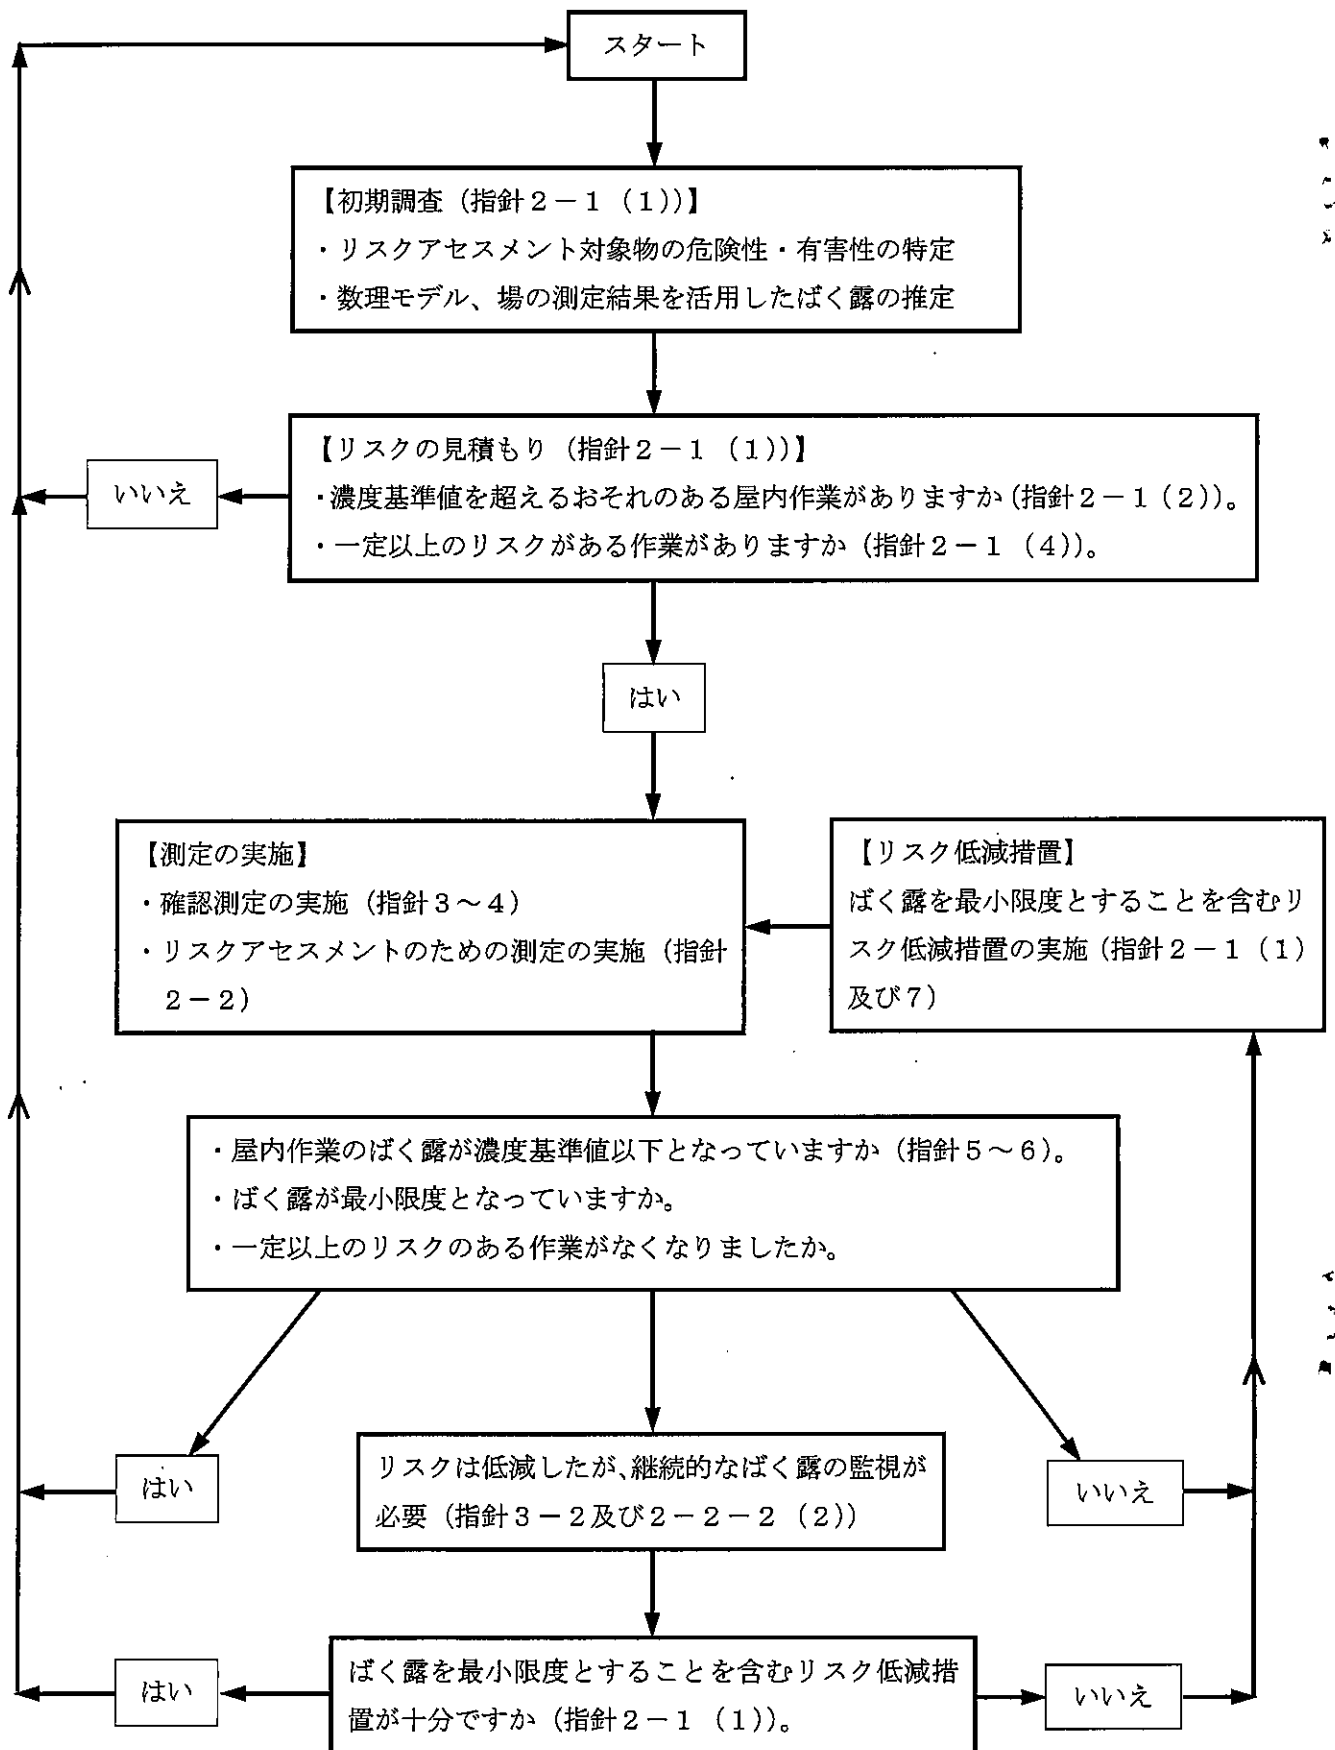 スタート
【初期調査（指針２－１（１））】
・リスクアセスメント対象物の危険性・有害性の特定
・数理モデル、場の測定結果を活用したばく露の推定
【リスクの見積もり（指針２－１（１））】
・濃度基準値を超えるおそれのある屋内作業がありますか（指針２－１（２））。
・一定以上のリスクがある作業がありますか（指針２－１（４））。
いいえ
はい
【測定の実施】
・確認測定の実施（指針３～４）
・リスクアセスメントのための測定の実施（指針
２－２）
【リスク低減措置】
ばく露を最小限度とすることを含むリ
スク低減措置の実施（指針２－１（１）
及び７）
・屋内作業のばく露が濃度基準値以下となっていますか（指針５～６）。
・ばく露が最小限度となっていますか。
・一定以上のリスクのある作業がなくなりましたか。
はい
リスクは低減したが、継続的なばく露の監視が
必要（指針３－２及び２－２－２（２））
いいえ
はい
ばく露を最小限度とすることを含むリスク低減措
置が十分ですか（指針２－１（１））。
いいえ